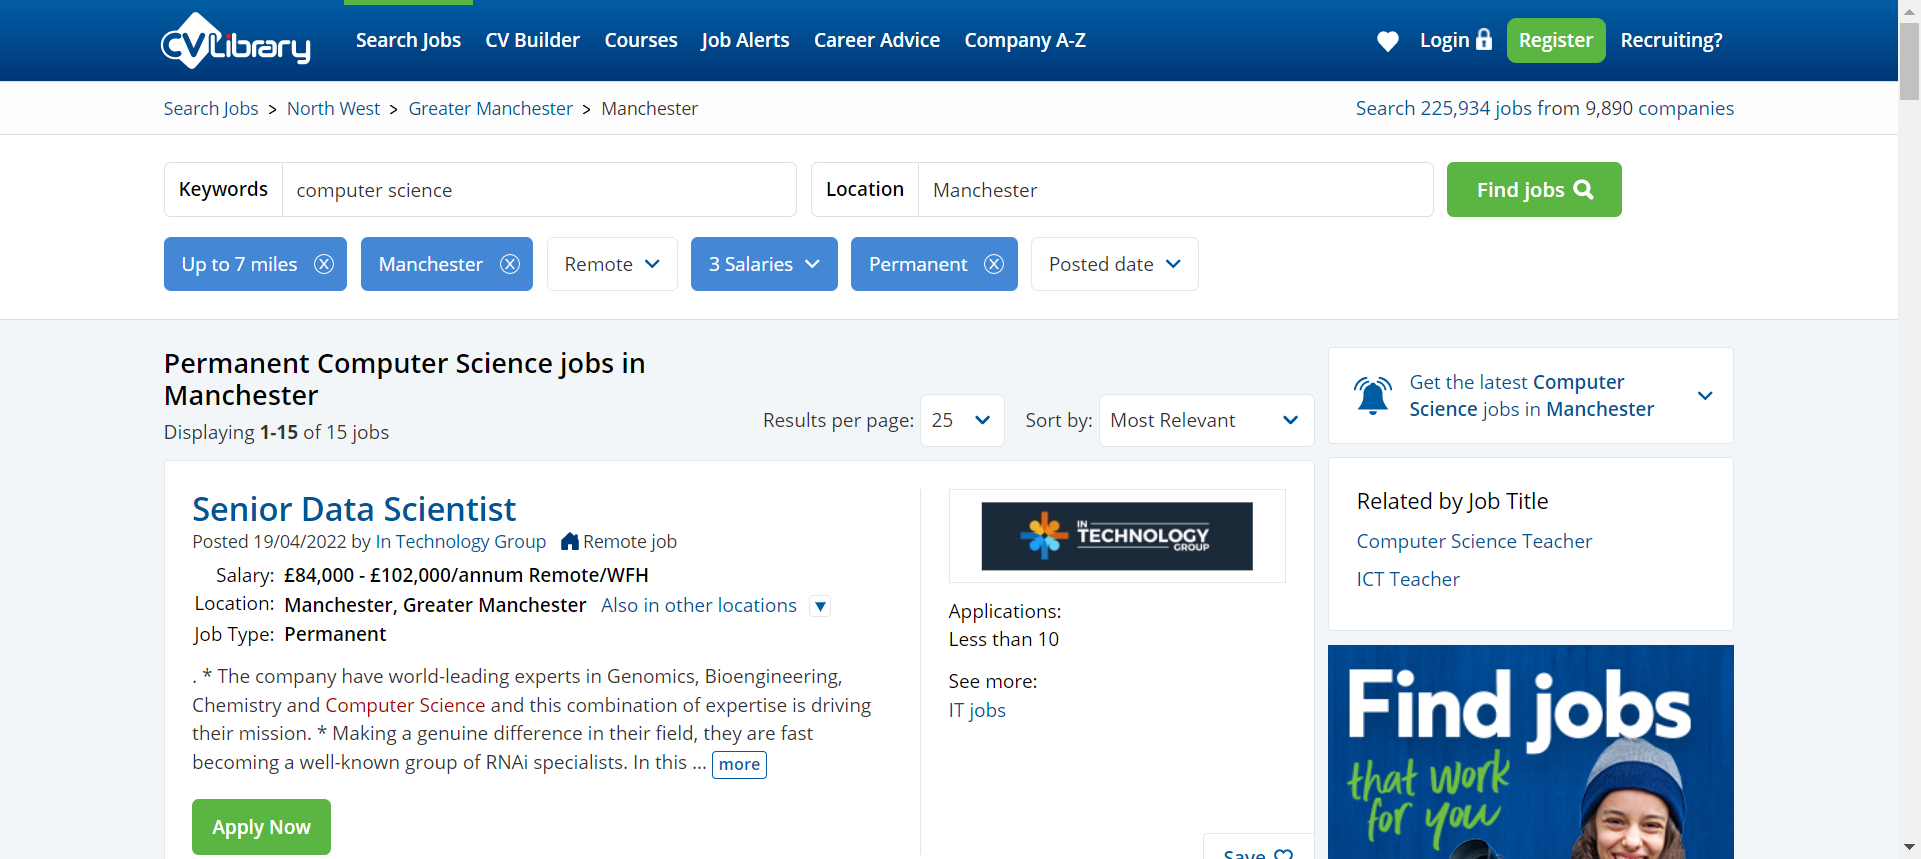 CVLibrary
Search Jobs CV Builder Courses Job Alerts Career Advice Company A-Z
Login Register Recruiting?
Search Jobs > North West > Greater Manchester > Manchester
Search 225,934 jobs from 9,890 companies
Keywords computer science
Location Manchester
Find jobs
Up to 7 miles Manchester Remote 3 Salaries Permanent Posted date
Permanent Computer Science jobs in
Manchester
Displaying 1-15 of 15 jobs
Results per page: 25 Sort by: Most Relevant
Senior Data Scientist
Posted 19/04/2022 by In Technology Group Remote job
Salary: £84,000 - £102,000/annum Remote/WFH
Location: Manchester, Greater Manchester Also in other locations
Job Type: Permanent
. * The company have world-leading experts in Genomics, Bioengineering,
Chemistry and Computer Science and this combination of expertise is driving
their mission. * Making a genuine difference in their field, they are fast
becoming a well-known group of RNAi specialists. In this ... more
Apply Now
IN
TECHNOLOGY
GROUP
Applications:
Less than 10
See more:
IT jobs
Save
Get the latest Computer
Science jobs in Manchester
Related by Job Title
Computer Science Teacher
ICT Teacher
Find jobs
that work
for you